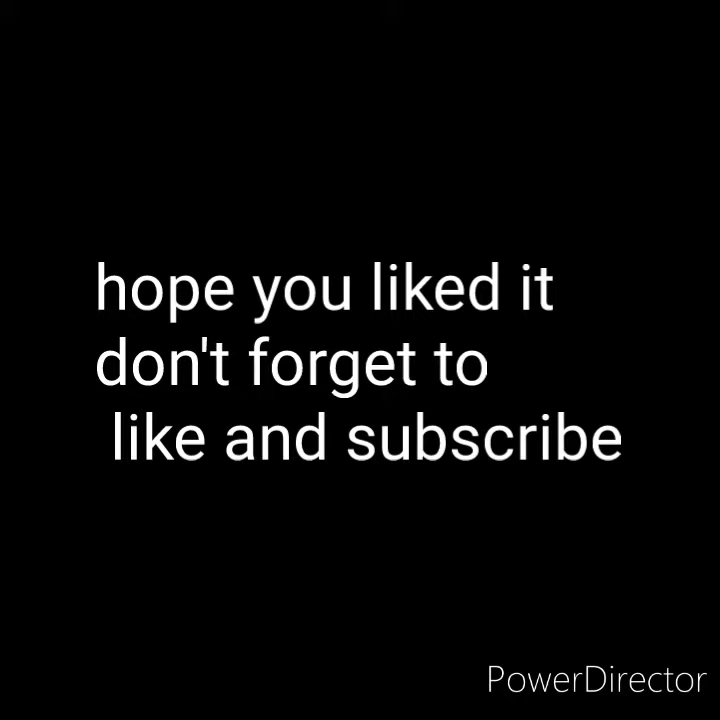 hope you liked it
don't forget to
like and subscribe
PowerDirector